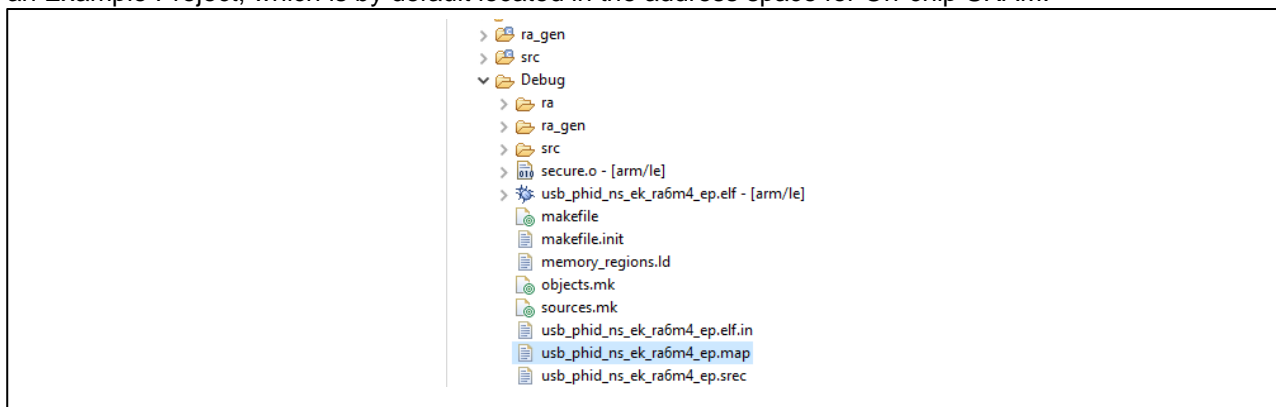 ra_gen
src
Debug
ra
ra_gen
src
secure.o - [arm/le]
usb_phid_ns_ek_ra6m4_ep.elf - [arm/le]
makefile
makefile.init
memory_regions.ld
objects.mk
sources.mk
usb_phid_ns_ek_ra6m4_ep.elf.in
usb_phid_ns_ek_ra6m4_ep.map
usb_phid_ns_ek_ra6m4_ep.srec